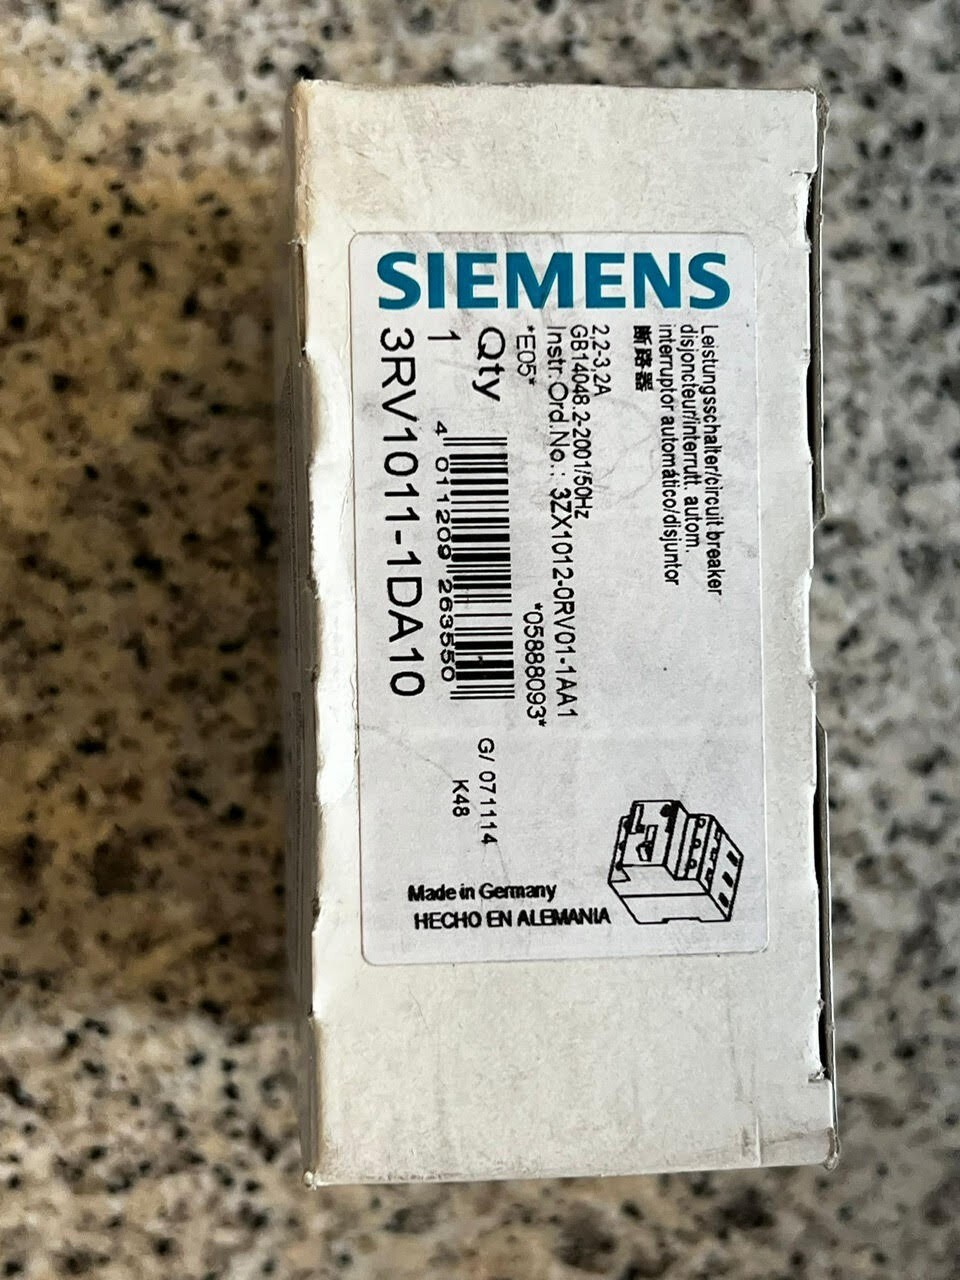 SIEMENS
Leistungsschalter/circuit breaker
disjoncteur/interrutt. autom.
interruptor automático/disjuntor
断路器
2,2-3,2A
GB14048.2-2001/50Hz
Instr.Ord.No.: 3ZX1012-0RV01-1AA1
*E05* *05888093*
Qty
1
4 011209 263550
G/ 071114
K48
3RV1011-1DA10
Made in Germany
HECHO EN ALEMANIA